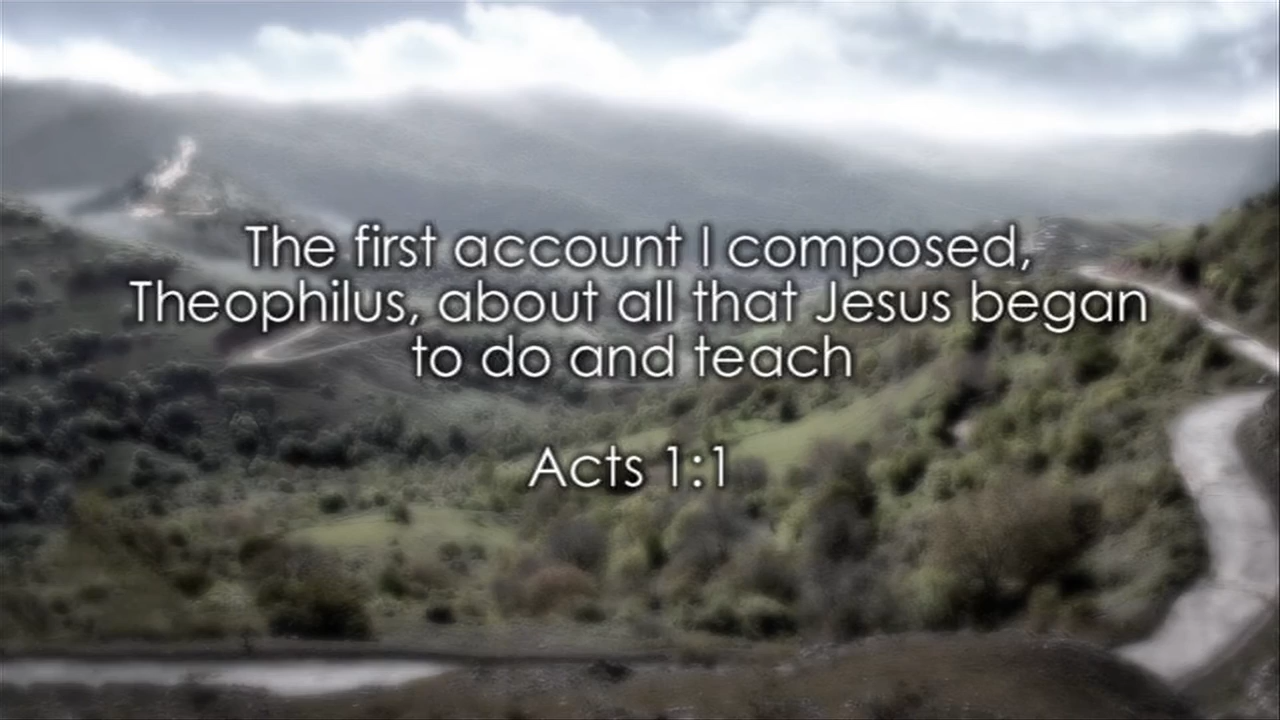 The first account I composed,
Theophilus, about all that Jesus began
to do and teach
Acts 1:1